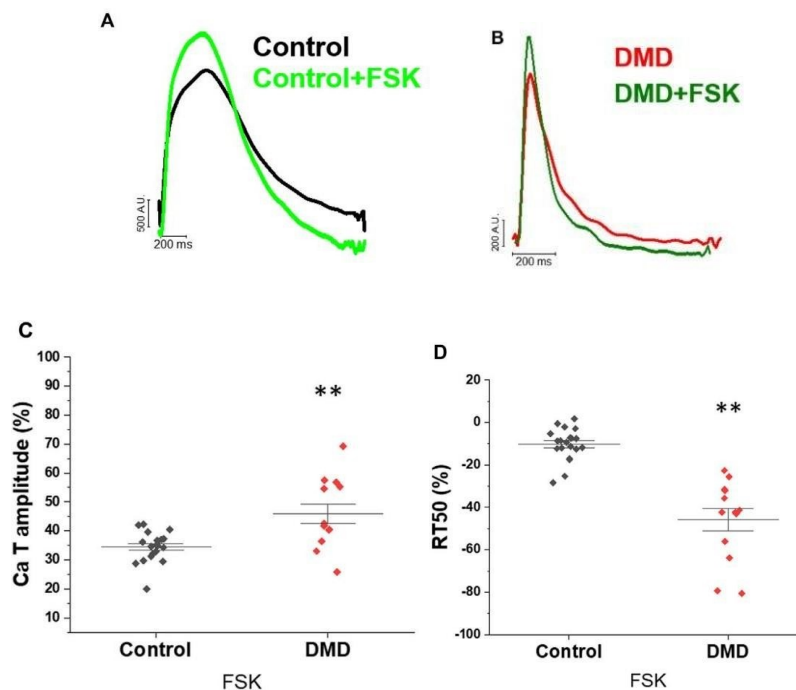 A
Control
Control+FSK
500 A.U.
200 ms
B
DMD
DMD+FSK
200 A.U.
200 ms
C
Ca T amplitude (%)
100
90
80
70
60
50
40
30
20
10
**
Control
DMD
FSK
D
RT50 (%)
20
0
-20
-40
-60
-80
-100
**
Control
DMD
FSK